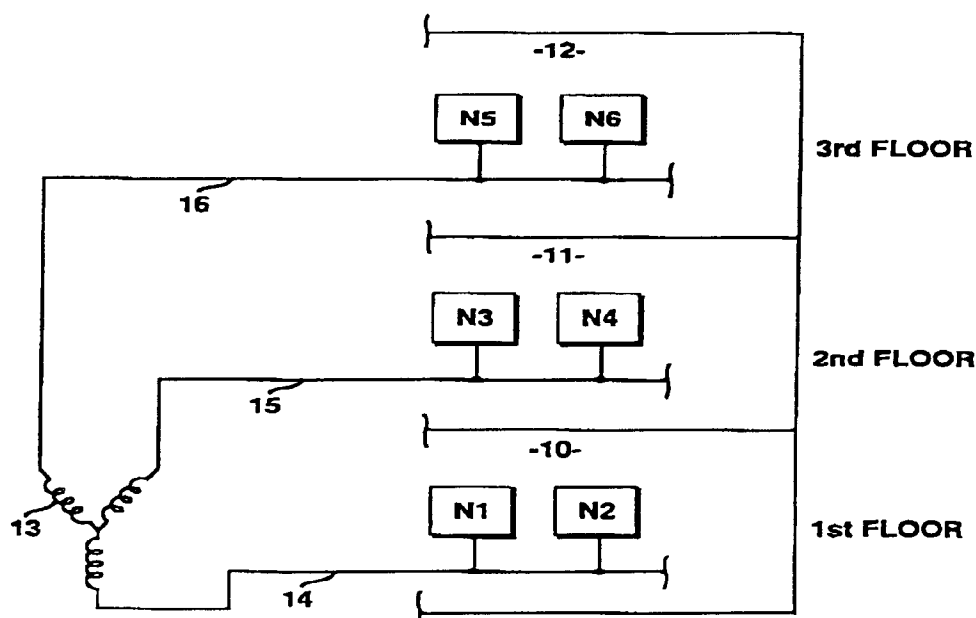 -12-
N5 N6
3rd FLOOR
16
-11-
N3 N4
2nd FLOOR
15
-10-
N1 N2
13
1st FLOOR
14